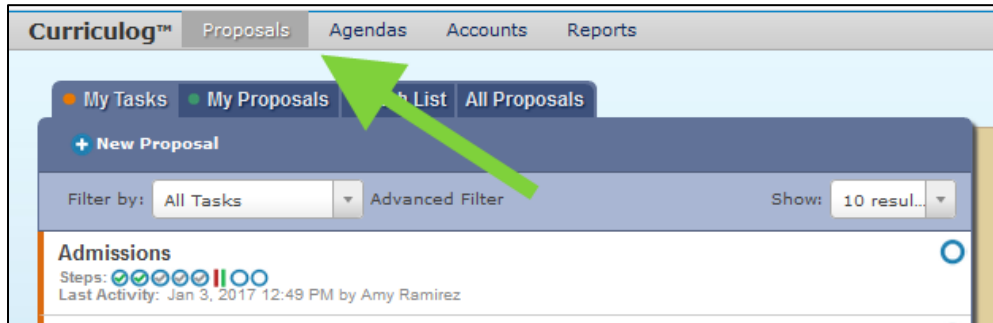 Curriculog™ Proposals Agendas Accounts Reports
My Tasks My Proposals List All Proposals
New Proposal
Filter by: All Tasks Advanced Filter Show: 10 resul...
Admissions
Steps:
Last Activity: Jan 3, 2017 12:49 PM by Amy Ramirez